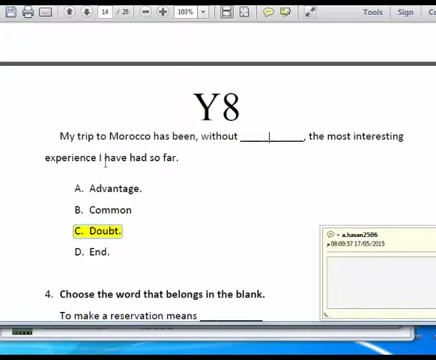 14 / 26
103%
Tools
Sign
Y8
My trip to Morocco has been, without __________, the most interesting
experience I have had so far.
A. Advantage.
B. Common
C. Doubt.
D. End.
a.hasan2506
08:09:57 17/05/2015 م
4. Choose the word that belongs in the blank.
To make a reservation means __________